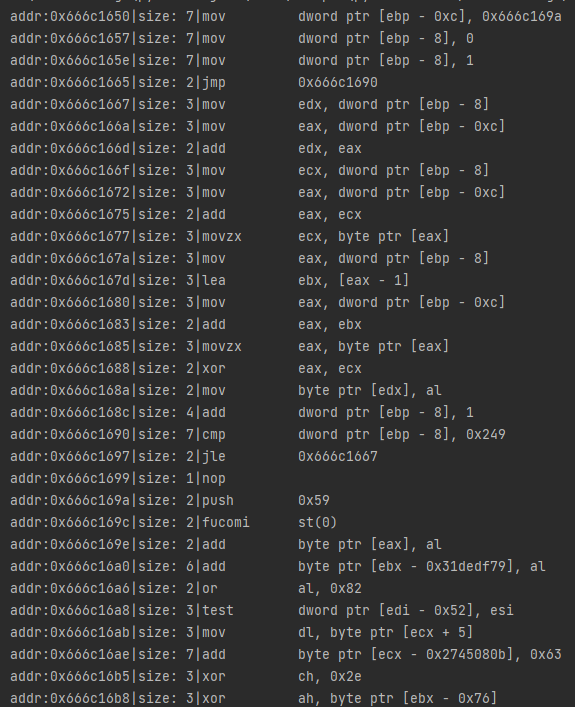 addr:0x666c1650|size: 7|mov dword ptr [ebp - 0xc], 0x666c169a
addr:0x666c1657|size: 7|mov dword ptr [ebp - 8], 0
addr:0x666c165e|size: 7|mov dword ptr [ebp - 8], 1
addr:0x666c1665|size: 2|jmp 0x666c1690
addr:0x666c1667|size: 3|mov edx, dword ptr [ebp - 8]
addr:0x666c166a|size: 3|mov eax, dword ptr [ebp - 0xc]
addr:0x666c166d|size: 2|add edx, eax
addr:0x666c166f|size: 3|mov ecx, dword ptr [ebp - 8]
addr:0x666c1672|size: 3|mov eax, dword ptr [ebp - 0xc]
addr:0x666c1675|size: 2|add eax, ecx
addr:0x666c1677|size: 3|movzx ecx, byte ptr [eax]
addr:0x666c167a|size: 3|mov eax, dword ptr [ebp - 8]
addr:0x666c167d|size: 3|lea ebx, [eax - 1]
addr:0x666c1680|size: 3|mov eax, dword ptr [ebp - 0xc]
addr:0x666c1683|size: 2|add eax, ebx
addr:0x666c1685|size: 3|movzx eax, byte ptr [eax]
addr:0x666c1688|size: 2|xor eax, ecx
addr:0x666c168a|size: 2|mov byte ptr [edx], al
addr:0x666c168c|size: 4|add dword ptr [ebp - 8], 1
addr:0x666c1690|size: 7|cmp dword ptr [ebp - 8], 0x249
addr:0x666c1697|size: 2|jle 0x666c1667
addr:0x666c1699|size: 1|nop
addr:0x666c169a|size: 2|push 0x59
addr:0x666c169c|size: 2|fucomi st(0)
addr:0x666c169e|size: 2|add byte ptr [eax], al
addr:0x666c16a0|size: 6|add byte ptr [ebx - 0x31dedf79], al
addr:0x666c16a6|size: 2|or al, 0x82
addr:0x666c16a8|size: 3|test dword ptr [edi - 0x52], esi
addr:0x666c16ab|size: 3|mov dl, byte ptr [ecx + 5]
addr:0x666c16ae|size: 7|add byte ptr [ecx - 0x2745080b], 0x63
addr:0x666c16b5|size: 3|xor ch, 0x2e
addr:0x666c16b8|size: 3|xor ah, byte ptr [ebx - 0x76]